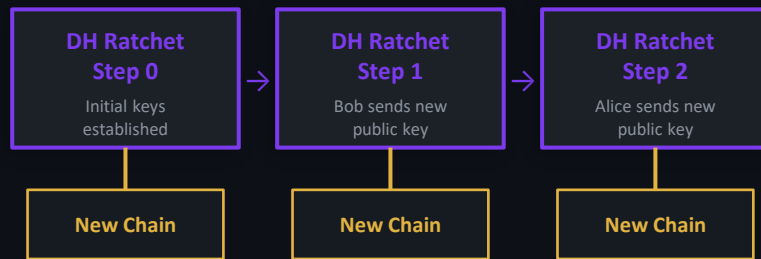 DH Ratchet
Step 0
Initial keys
established
→
DH Ratchet
Step 1
Bob sends new
public key
→
DH Ratchet
Step 2
Alice sends new
public key
New Chain
New Chain
New Chain